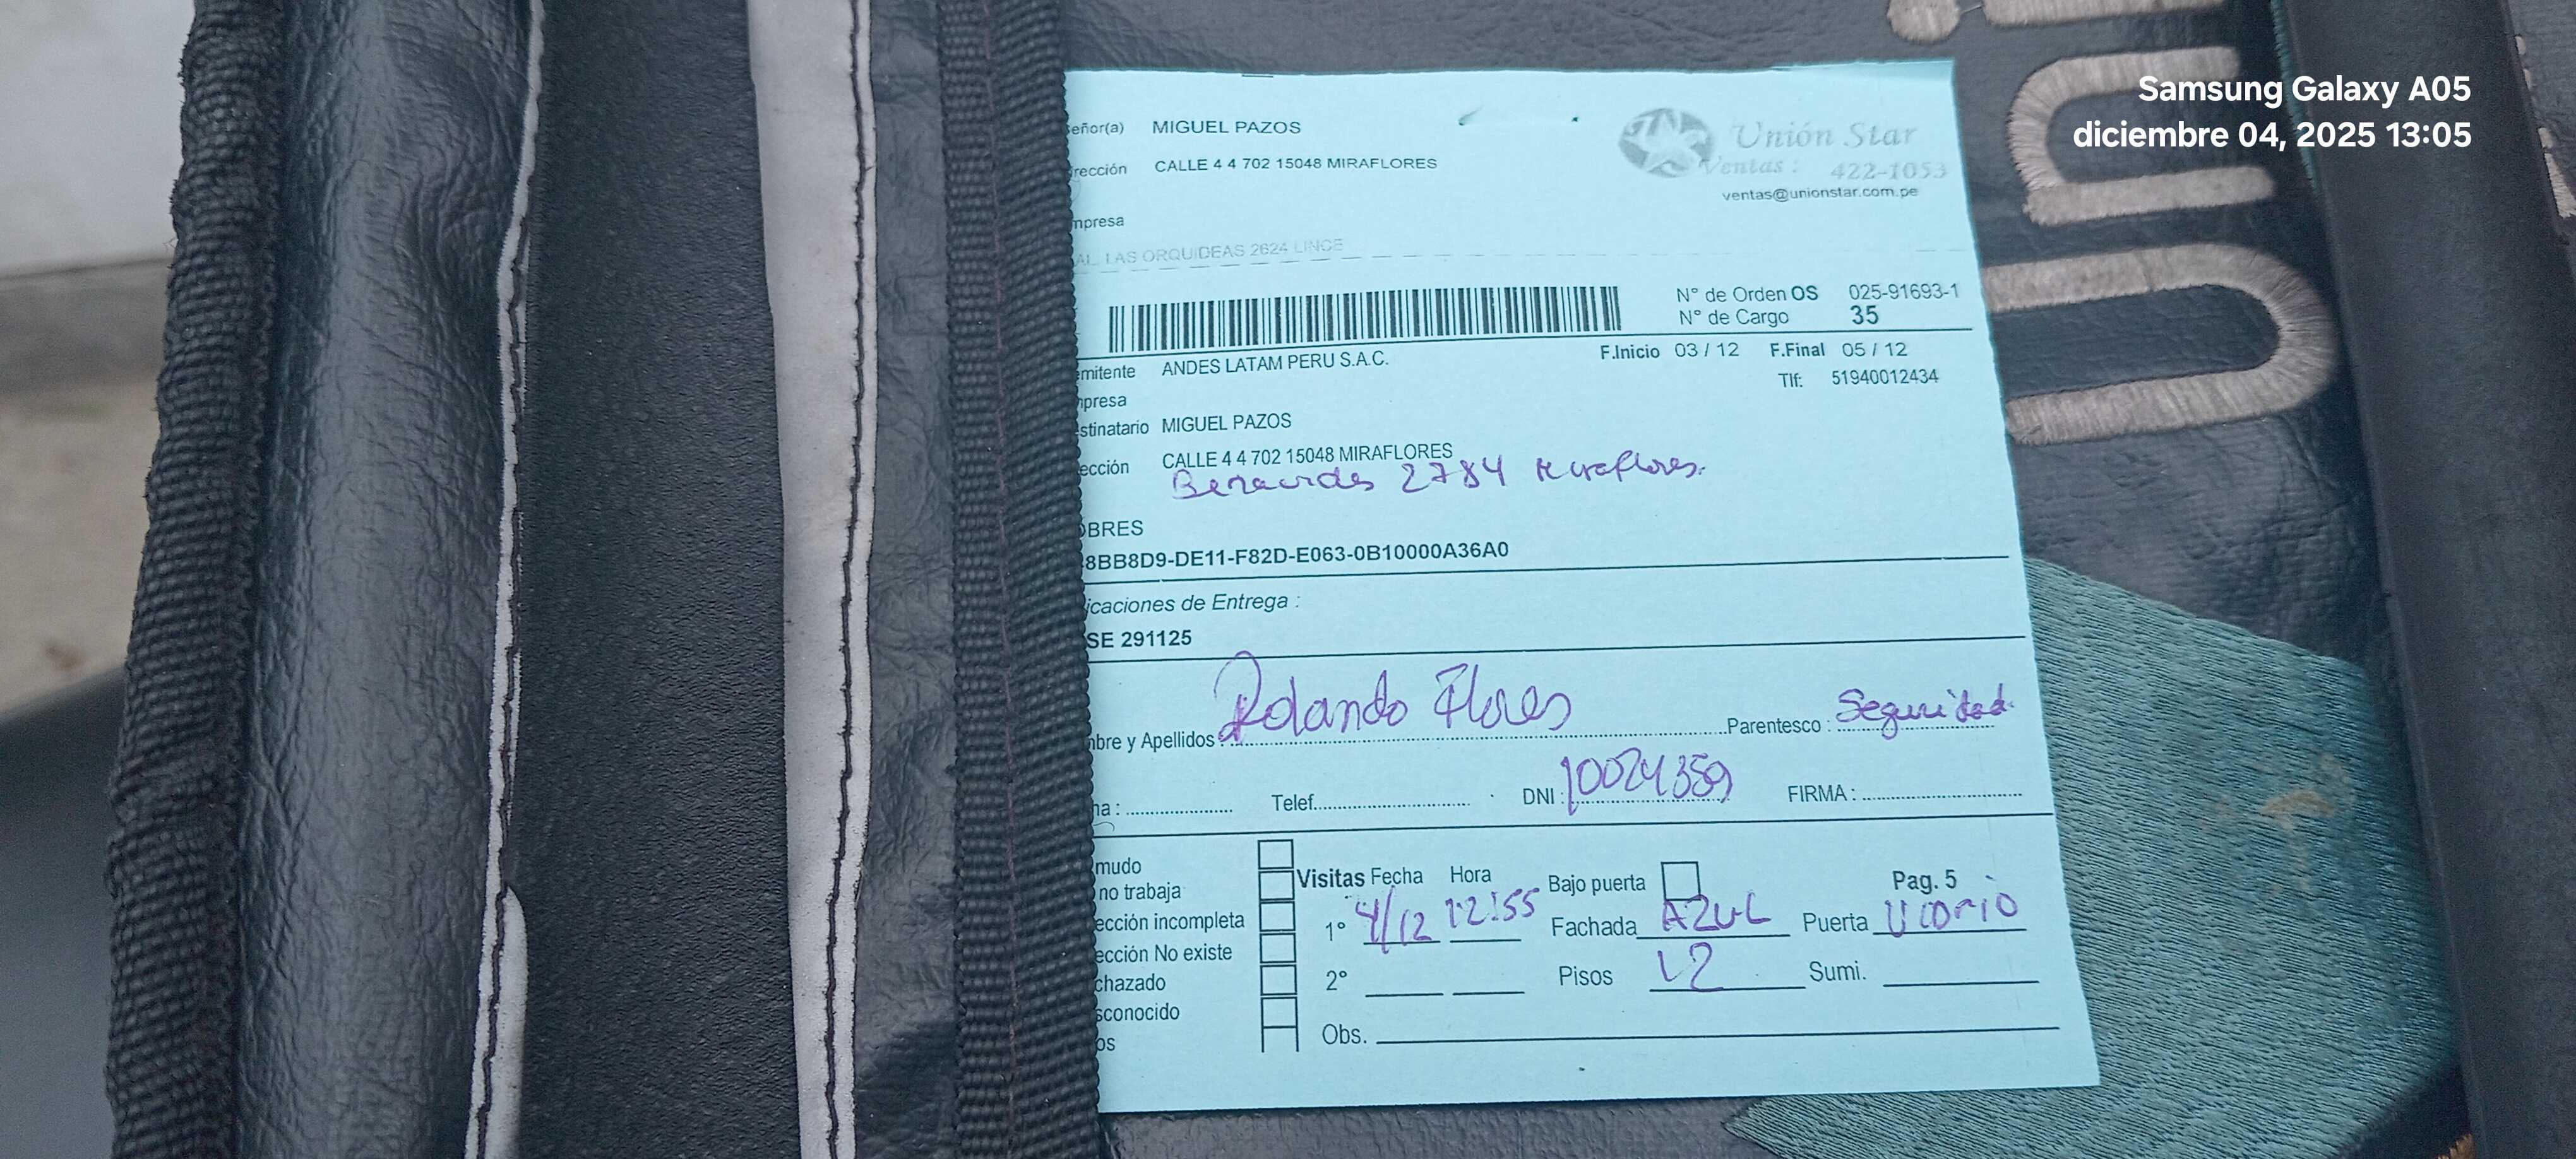 Samsung Galaxy A05
diciembre 04, 2025 13:05
eñor(a) MIGUEL PAZOS
rección CALLE 4 4 702 15048 MIRAFLORES
mpresa
AL. LAS ORQUIDEAS 2624 LINCE
Unión Star
Ventas : 422-1053
ventas@unionstar.com.pe
N° de Orden OS 025-91693-1
N° de Cargo 35
mitente ANDES LATAM PERU S.A.C.
F.Inicio 03 / 12 F.Final 05 / 12
Tlf: 51940012434
presa
stinatario MIGUEL PAZOS
ección CALLE 4 4 702 15048 MIRAFLORES
Benavides 2784 Miraflores.
BRES
8BB8D9-DE11-F82D-E063-0B10000A36A0
icaciones de Entrega :
SE 291125
bre y Apellidos : Rolando Flores Parentesco : Seguridad
a : Telef. DNI : 10024359 FIRMA :
mudo
no trabaja
ección incompleta
ección No existe
chazado
sconocido
os
Visitas Fecha Hora Bajo puerta Pag. 5
1° 4/12 12:55 Fachada AZUL Puerta Vidrio
2° Pisos 12 Sumi.
Obs.
Uni